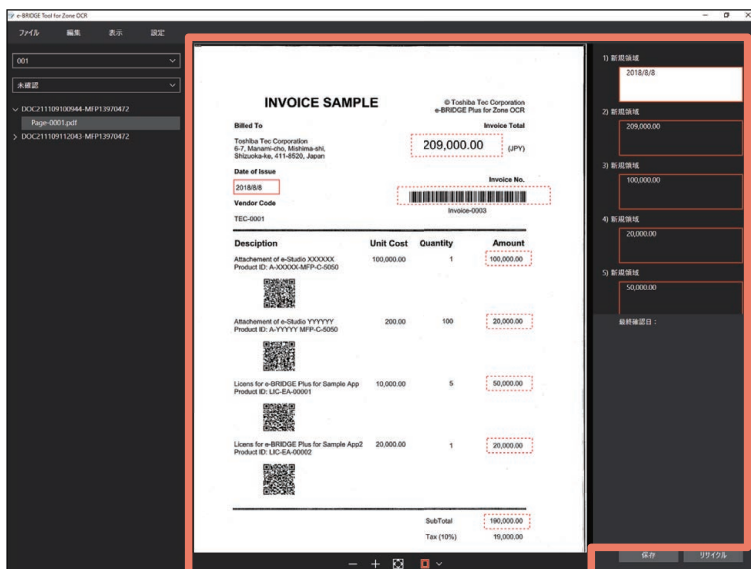 e-BRIDGE Tool for Zone OCR
ファイル 編集 表示 設定
001
未確認
DOC211109100944-MFP13970472
Page-0001.pdf
DOC211109112043-MFP13970472
INVOICE SAMPLE
© Toshiba Tec Corporation
e-BRIDGE Plus for Zone OCR
Billed To
Invoice Total
Toshiba Tec Corporation
6-7, Manami-cho, Mishima-shi,
Shizuoka-ke, 411-8520, Japan
209,000.00 (JPY)
Date of Issue
Invoice No.
2018/8/8
Vendor Code
Invoice-0003
TEC-0001
Desciption Unit Cost Quantity Amount
Attachement of e-Studio XXXXXX 100,000.00 1 100,000.00
Product ID: A-XXXXX-MFP-C-5050
Attachement of e-Studio YYYYYY 200.00 100 20,000.00
Product ID: A-YYYYY MFP-C-5050
Licens for e-BRIDGE Plus for Sample App 10,000.00 5 50,000.00
Product ID: LIC-EA-00001
Licens for e-BRIDGE Plus for Sample App2 20,000.00 1 20,000.00
Product ID: LIC-EA-00002
SubTotal 190,000.00
Tax (10%) 19,000.00
1) 新規領域
2018/8/8
2) 新規領域
209,000.00
3) 新規領域
100,000.00
4) 新規領域
20,000.00
5) 新規領域
50,000.00
最終確認日：
保存 リサイクル